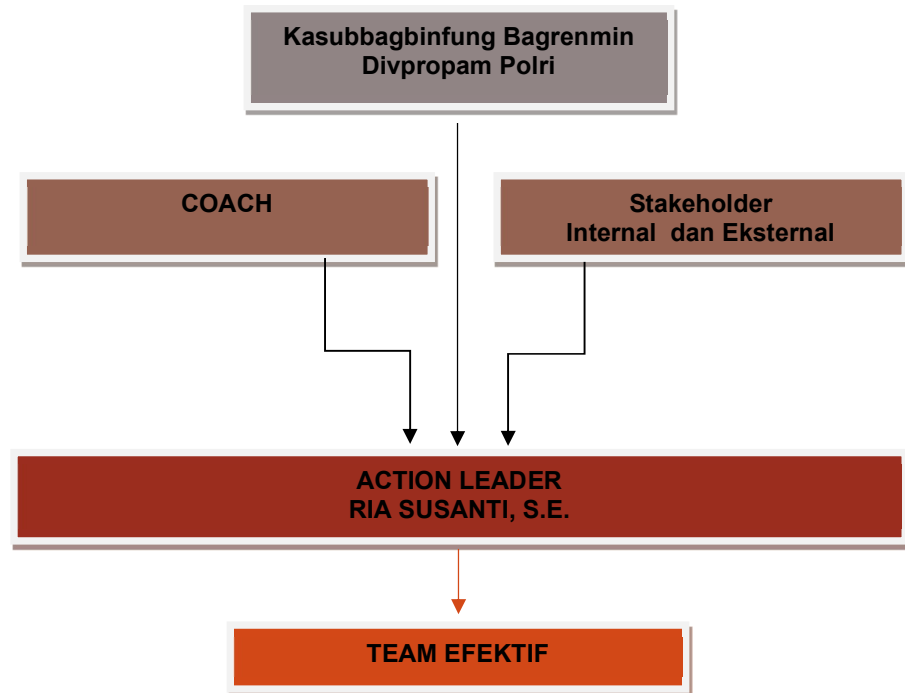 Kasubbagbinfung Bagrenmin
Divpropam Polri
COACH
Stakeholder
Internal dan Eksternal
ACTION LEADER
RIA SUSANTI, S.E.
TEAM EFEKTIF